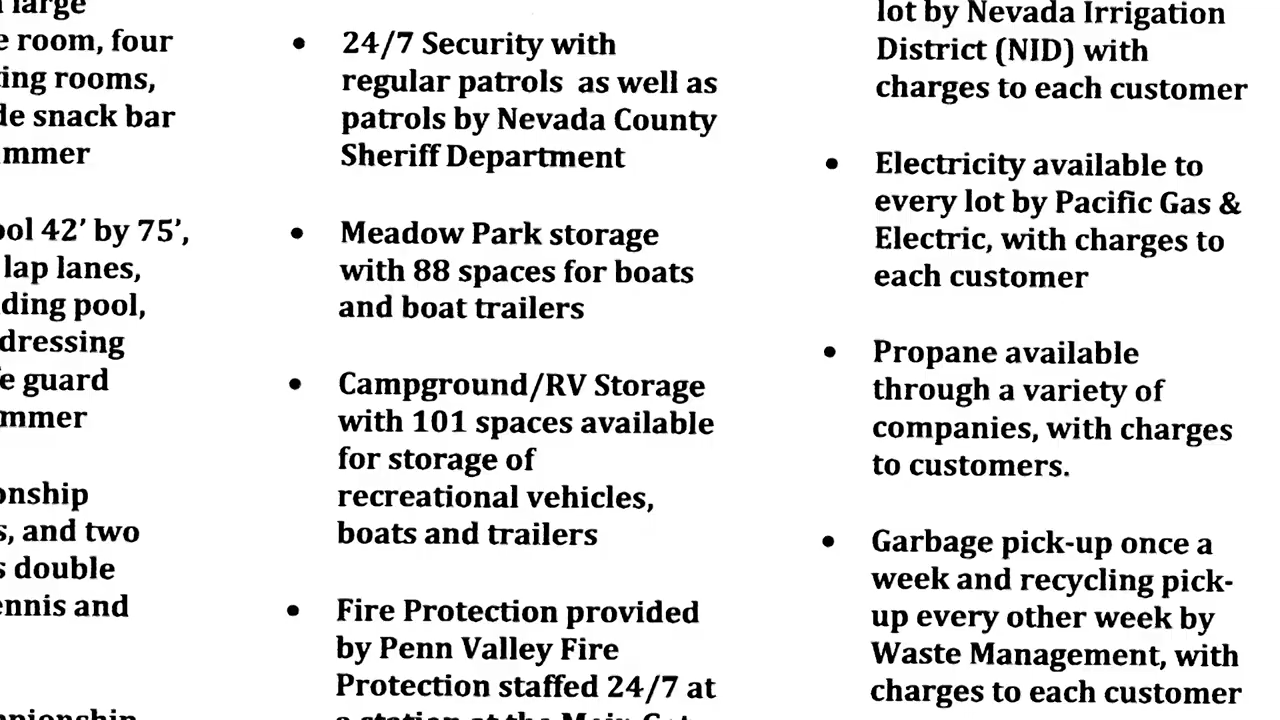 large
e room, four
ting rooms,
de snack bar
ummer
ool 42' by 75',
lap lanes,
ding pool,
dressing
fe guard
mmer
onship
s, and two
s double
ennis and
• 24/7 Security with
regular patrols as well as
patrols by Nevada County
Sheriff Department
• Meadow Park storage
with 88 spaces for boats
and boat trailers
• Campground/RV Storage
with 101 spaces available
for storage of
recreational vehicles,
boats and trailers
• Fire Protection provided
by Penn Valley Fire
Protection staffed 24/7 at
lot by Nevada Irrigation
District (NID) with
charges to each customer
• Electricity available to
every lot by Pacific Gas &
Electric, with charges to
each customer
• Propane available
through a variety of
companies, with charges
to customers.
• Garbage pick-up once a
week and recycling pick-
up every other week by
Waste Management, with
charges to each customer